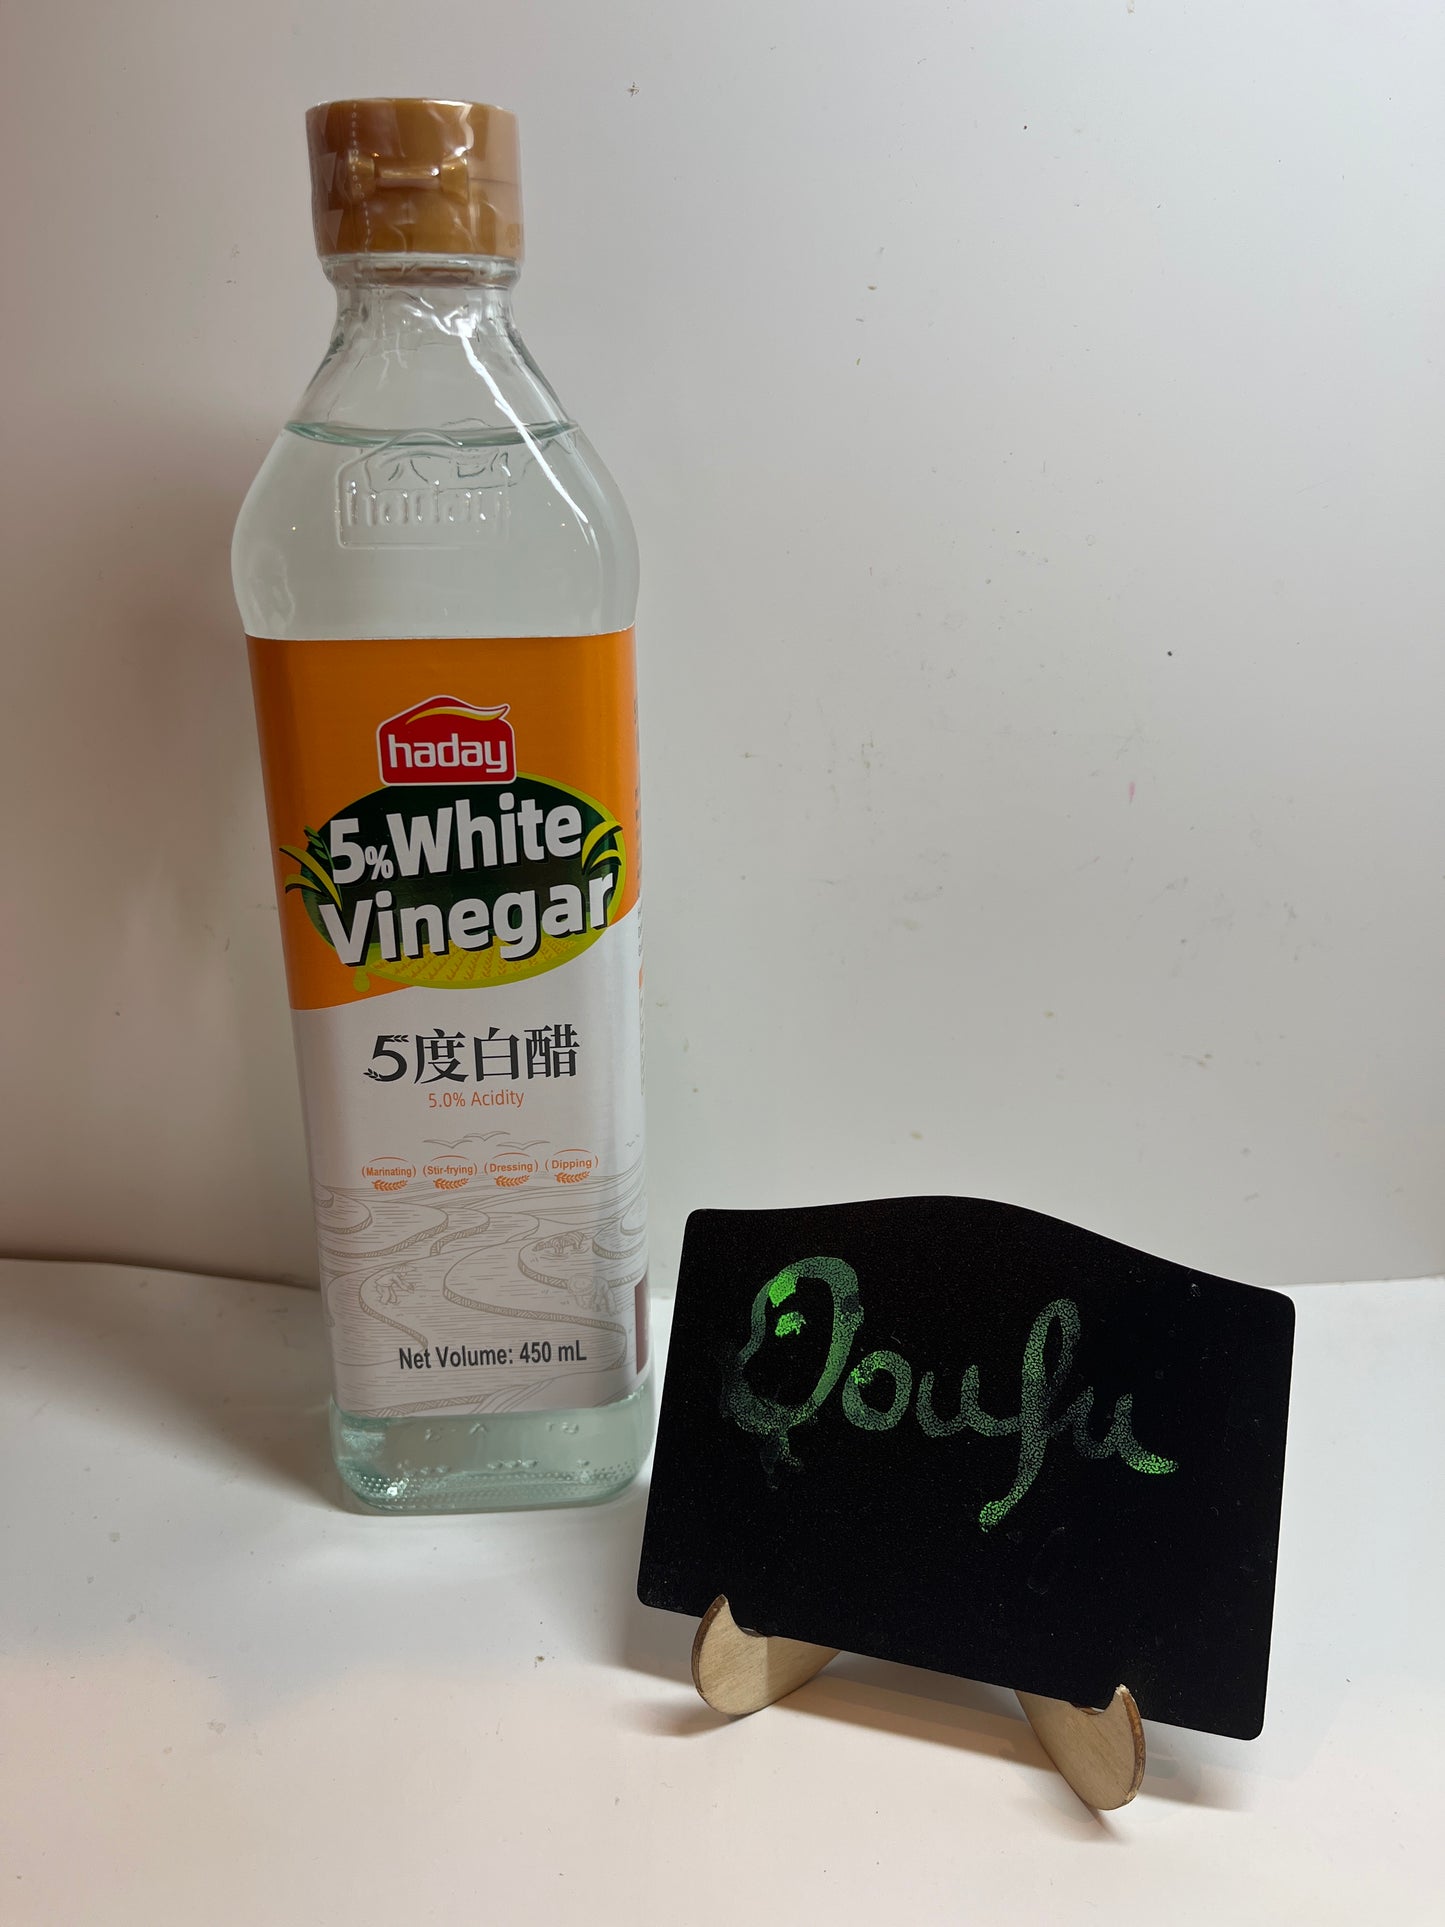 haday
haday
5% White
Vinegar
5度白醋
5.0% Acidity
Marinating Stir-frying Dressing Dipping
Net Volume: 450 mL
Doufu